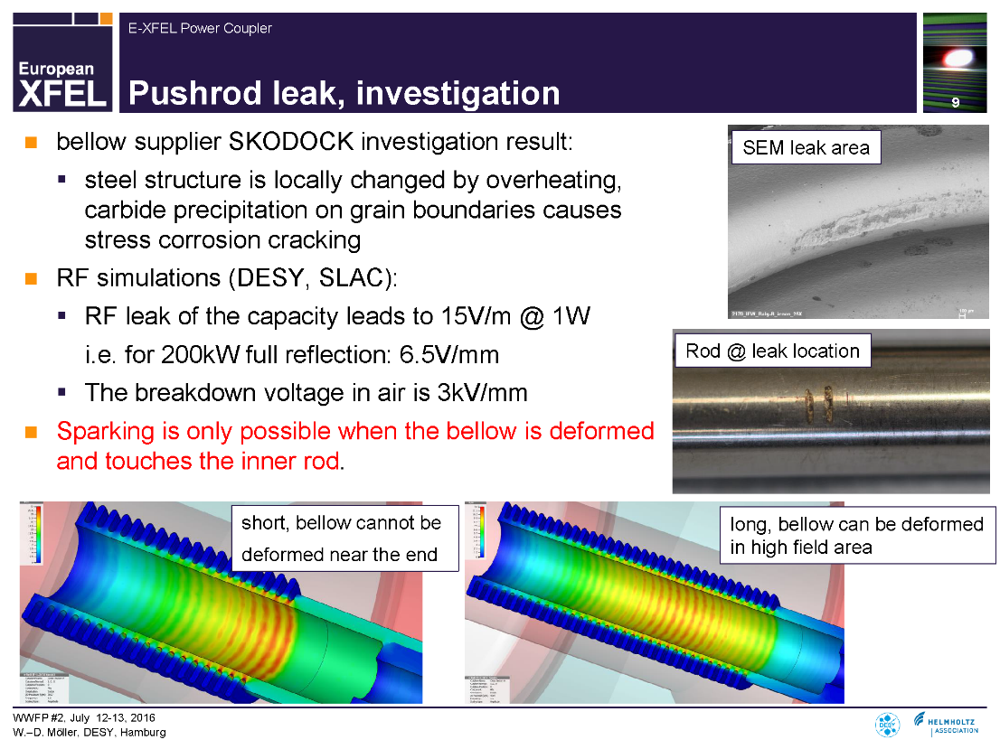 E-XFEL Power Coupler
European
XFEL
Pushrod leak, investigation
9
bellow supplier SKODOCK investigation result:
steel structure is locally changed by overheating,
carbide precipitation on grain boundaries causes
stress corrosion cracking
RF simulations (DESY, SLAC):
RF leak of the capacity leads to 15V/m @ 1W
i.e. for 200kW full reflection: 6.5V/mm
The breakdown voltage in air is 3kV/mm
Sparking is only possible when the bellow is deformed
and touches the inner rod.
SEM leak area
Rod @ leak location
short, bellow cannot be
deformed near the end
long, bellow can be deformed
in high field area
WWFP #2, July 12-13, 2016
W.–D. Möller, DESY, Hamburg
DESY
HELMHOLTZ
ASSOCIATION